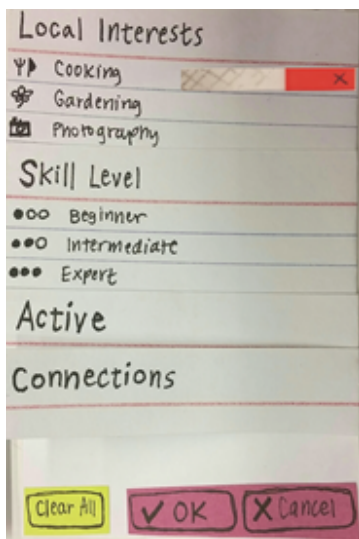 Local Interests
Cooking
Gardening
Photography
Skill Level
Beginner
Intermediate
Expert
Active
Connections
Clear All
✓ OK
X Cancel